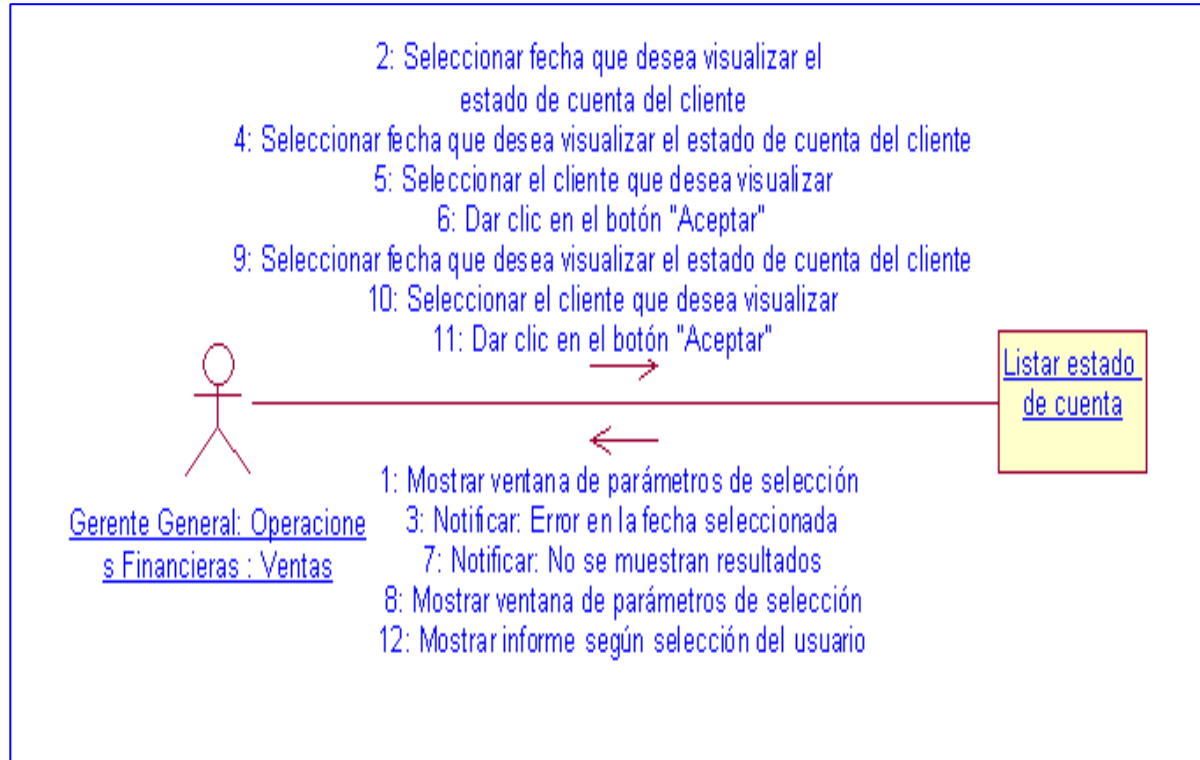 2: Seleccionar fecha que desea visualizar el
estado de cuenta del cliente
4: Seleccionar fecha que desea visualizar el estado de cuenta del cliente
5: Seleccionar el cliente que desea visualizar
6: Dar clic en el botón "Aceptar"
9: Seleccionar fecha que desea visualizar el estado de cuenta del cliente
10: Seleccionar el cliente que desea visualizar
11: Dar clic en el botón "Aceptar"
Listar estado
de cuenta
1: Mostrar ventana de parámetros de selección
3: Notificar: Error en la fecha seleccionada
7: Notificar: No se muestran resultados
8: Mostrar ventana de parámetros de selección
12: Mostrar informe según selección del usuario
Gerente General: Operacione
s Financieras : Ventas